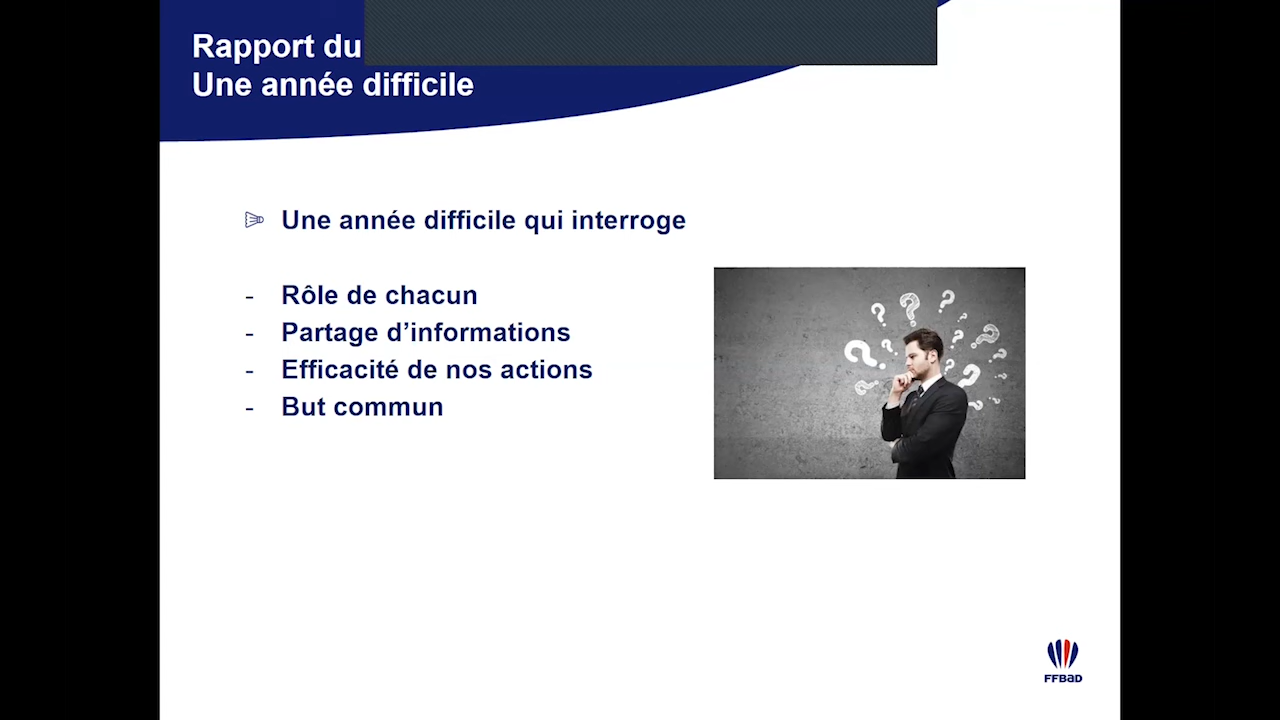 Rapport du
Une année difficile
Une année difficile qui interroge
- Rôle de chacun
- Partage d’informations
- Efficacité de nos actions
- But commun
FFBaD